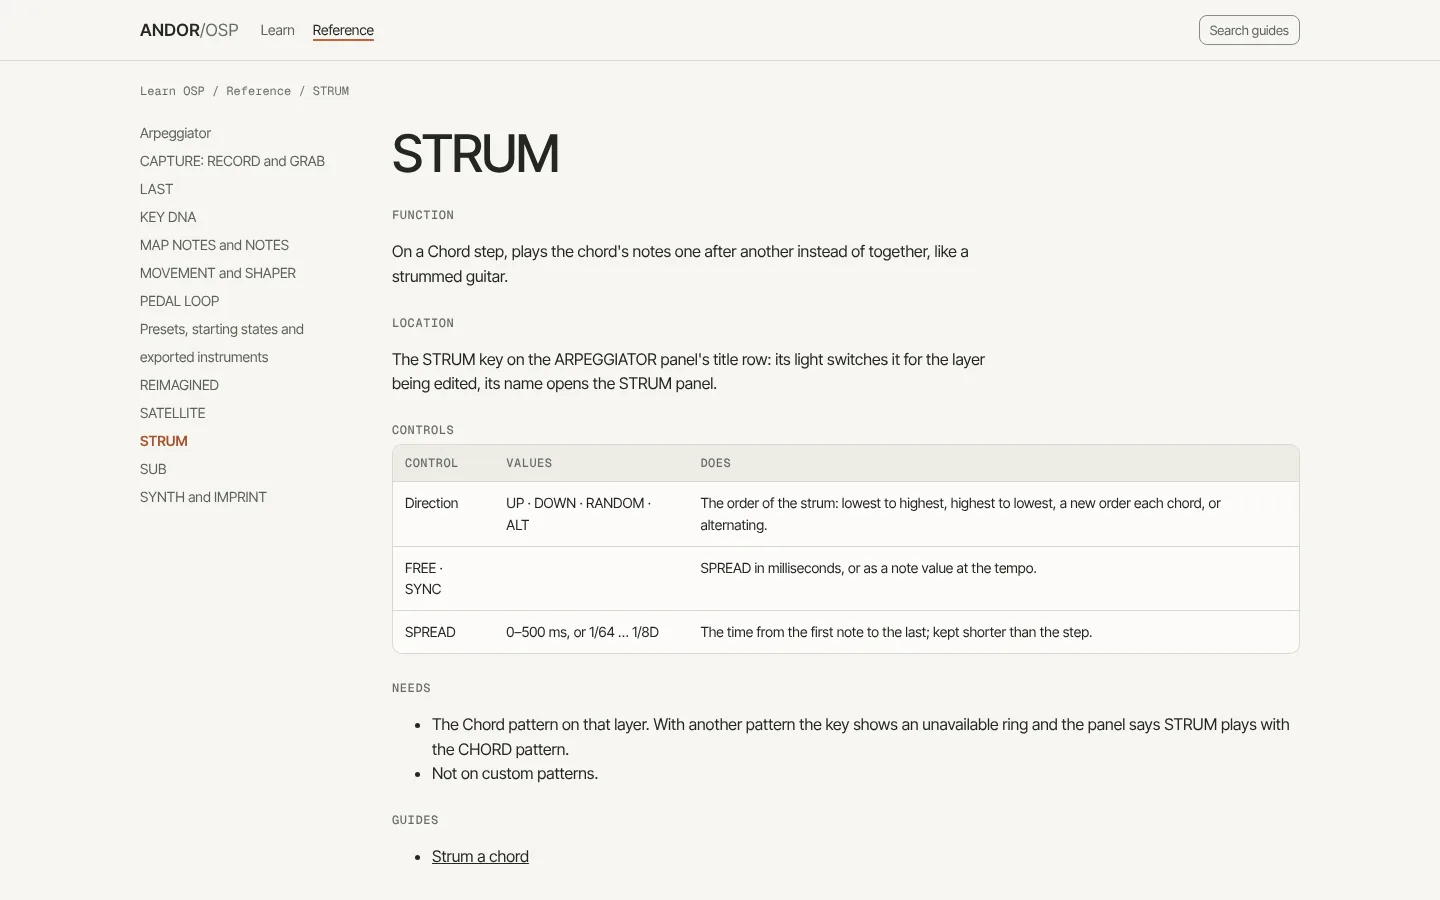 ANDOR/OSP Learn Reference Search guides
Learn OSP / Reference / STRUM
Arpeggiator
CAPTURE: RECORD and GRAB
LAST
KEY DNA
MAP NOTES and NOTES
MOVEMENT and SHAPER
PEDAL LOOP
Presets, starting states and
exported instruments
REIMAGINED
SATELLITE
STRUM
SUB
SYNTH and IMPRINT
STRUM
FUNCTION
On a Chord step, plays the chord's notes one after another instead of together, like a
strummed guitar.
LOCATION
The STRUM key on the ARPEGGIATOR panel's title row: its light switches it for the layer
being edited, its name opens the STRUM panel.
CONTROLS
CONTROL VALUES DOES
Direction UP · DOWN · RANDOM · The order of the strum: lowest to highest, highest to lowest, a new order each chord, or
ALT alternating.
FREE · SPREAD in milliseconds, or as a note value at the tempo.
SYNC
SPREAD 0–500 ms, or 1/64 … 1/8D The time from the first note to the last; kept shorter than the step.
NEEDS
• The Chord pattern on that layer. With another pattern the key shows an unavailable ring and the panel says STRUM plays with
the CHORD pattern.
• Not on custom patterns.
GUIDES
• Strum a chord